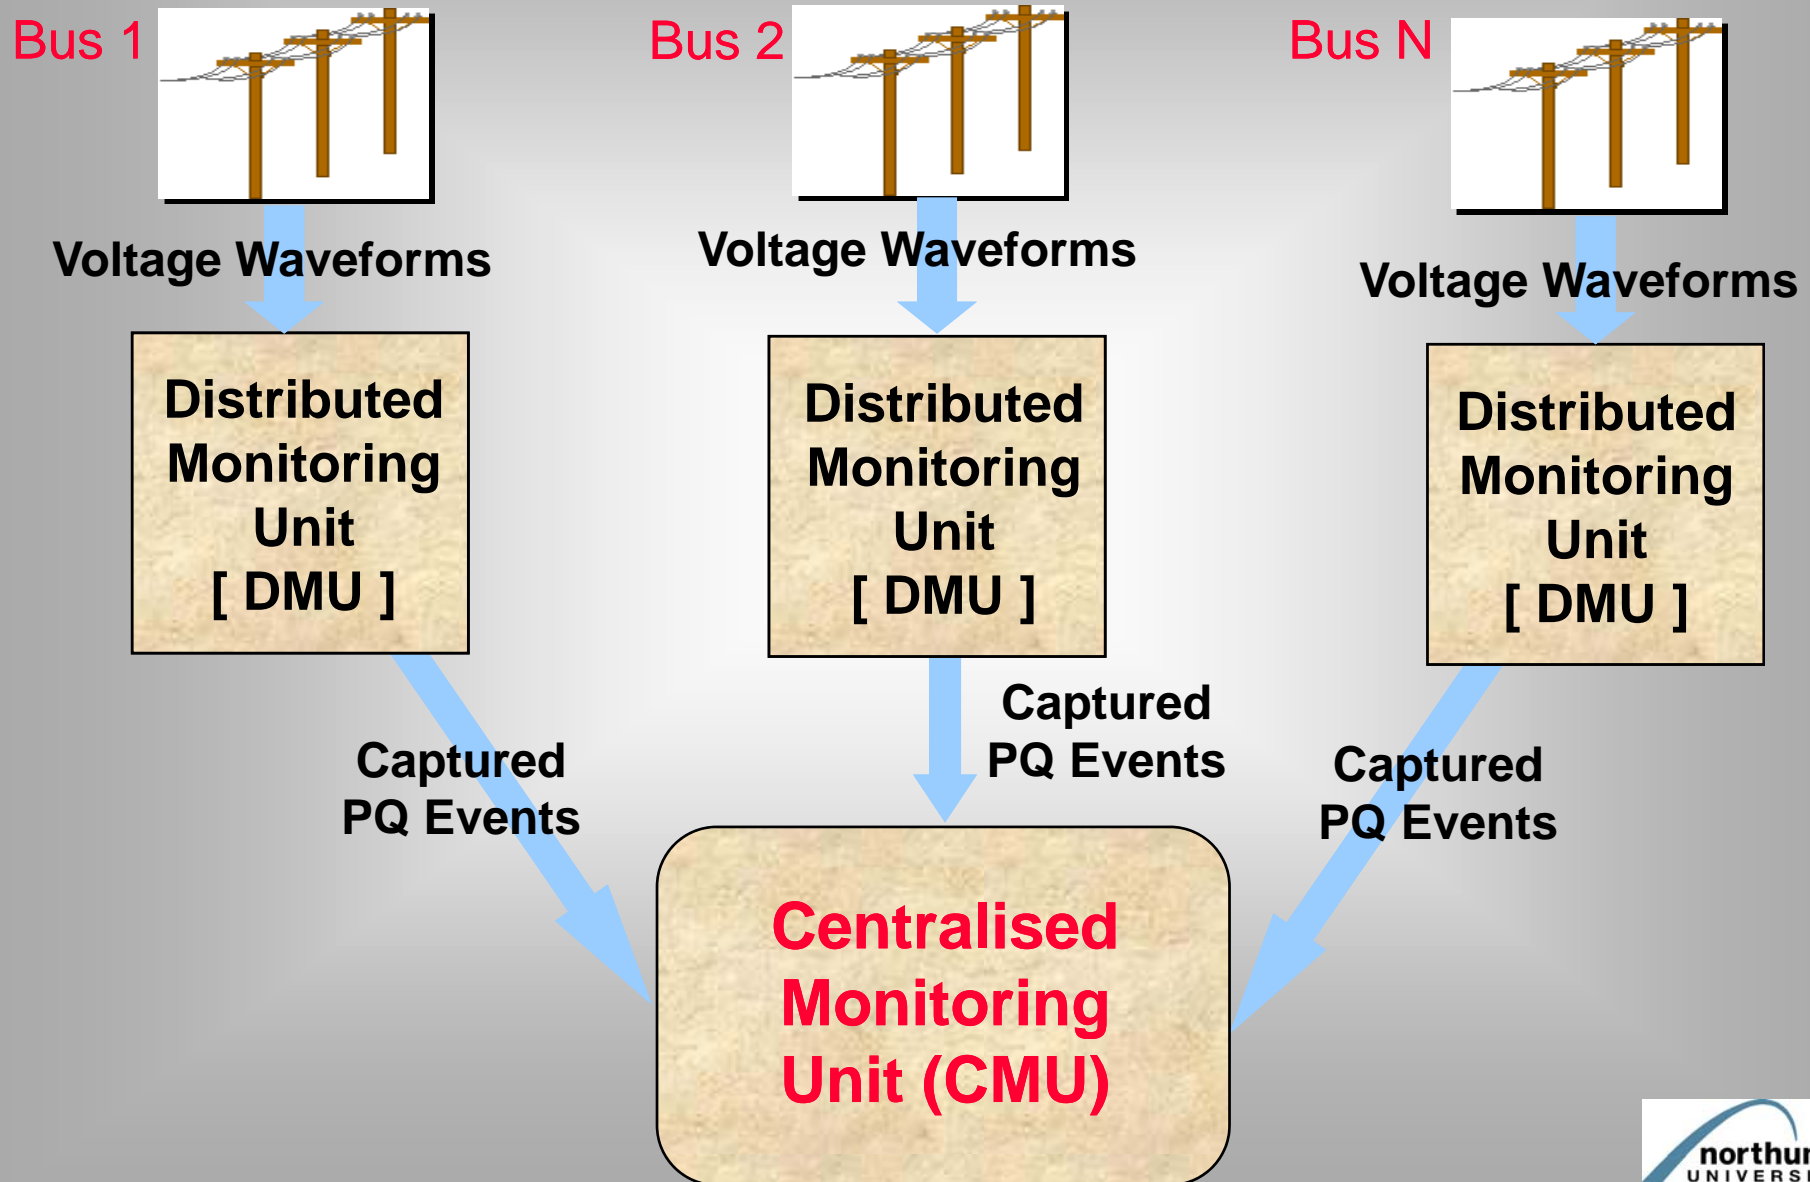 Bus 1
Bus 2
Bus N
Voltage Waveforms
Voltage Waveforms
Voltage Waveforms
Distributed
Monitoring
Unit
[ DMU ]
Distributed
Monitoring
Unit
[ DMU ]
Distributed
Monitoring
Unit
[ DMU ]
Captured
PQ Events
Captured
PQ Events
Captured
PQ Events
Centralised
Monitoring
Unit (CMU)